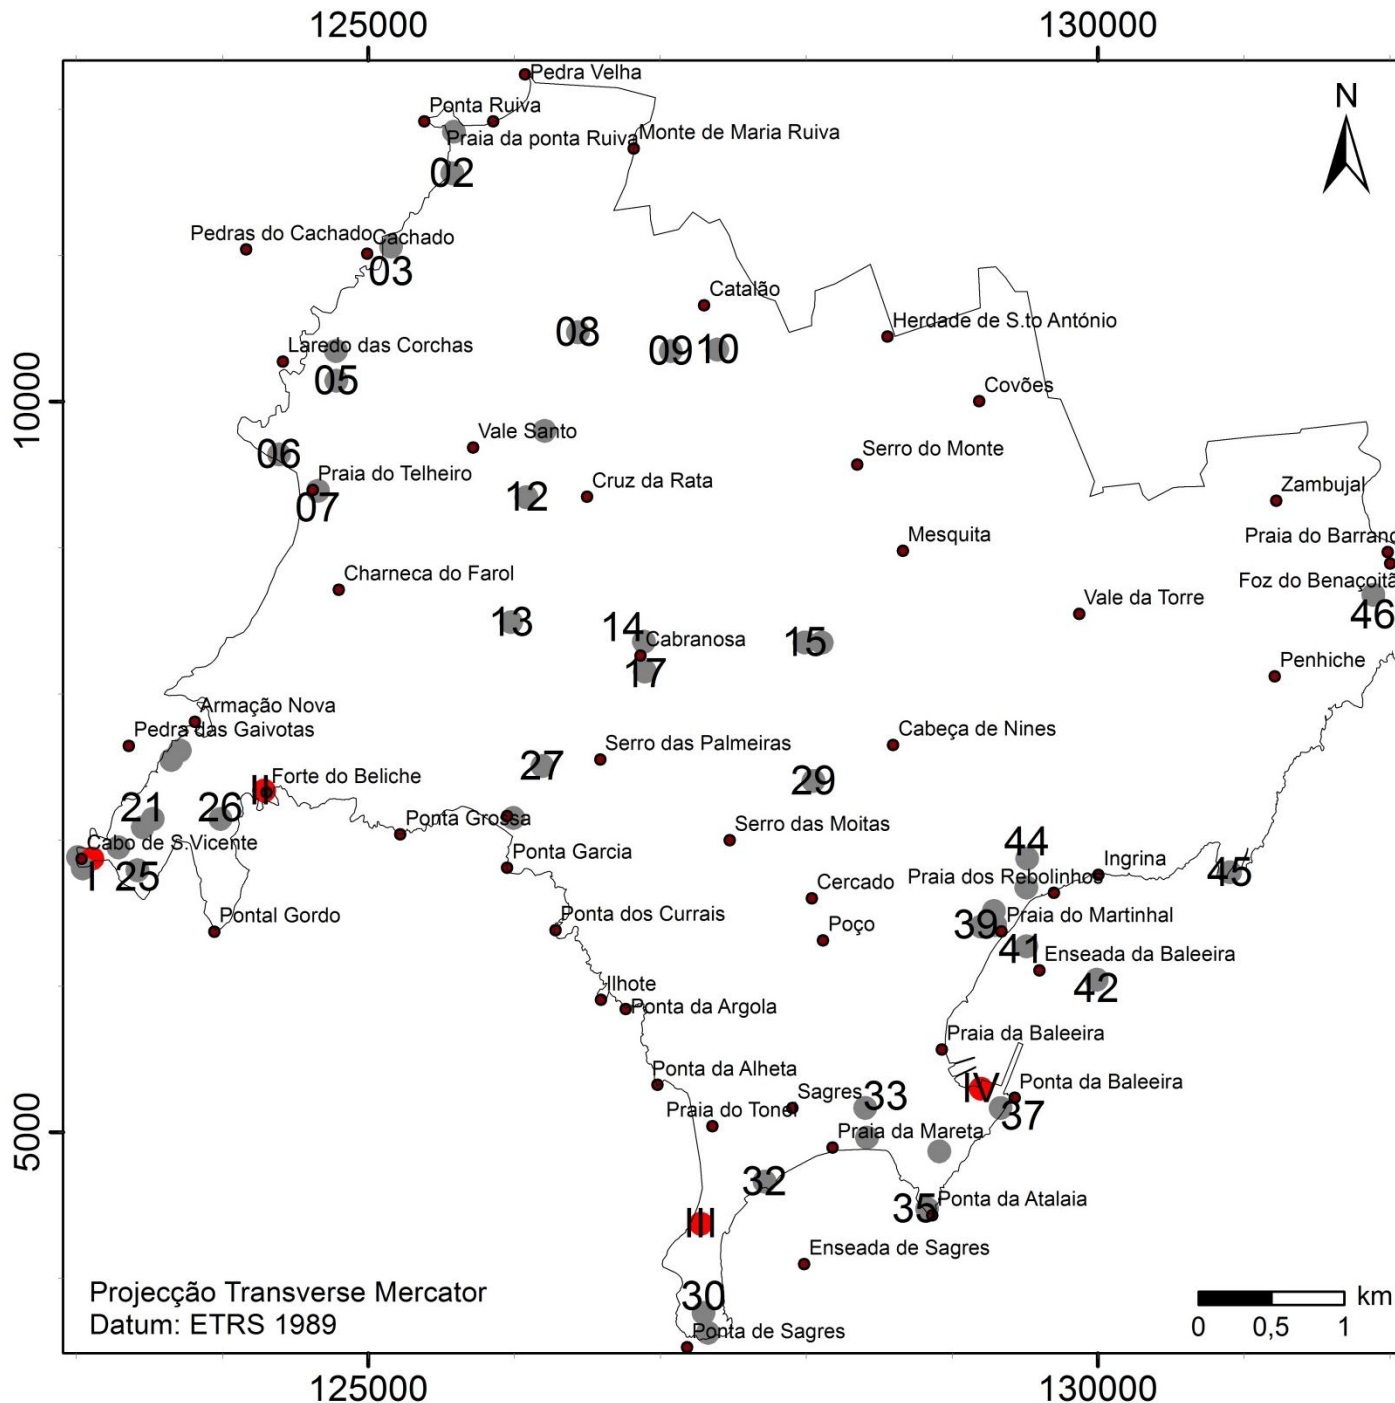 125000
130000
Pedra Velha
N
Ponta Ruiva
Praia da ponta Ruiva
Monte de Maria Ruiva
02
Pedras do Cachado
Cachado
03
Catalão
08
Herdade de S.to António
Laredo das Corchas
09
10
05
Covões
10000
Vale Santo
06
Serro do Monte
Praia do Telheiro
Zambujal
07
12
Cruz da Rata
Mesquita
Praia do Barranc
Charneca do Farol
Foz do Benaçoitã
Vale da Torre
46
13
14
Cabranosa
15
17
Penhiche
Armação Nova
Pedra das Gaivotas
Serro das Palmeiras
Cabeça de Nines
27
II
Forte do Beliche
29
21
26
Ponta Grossa
Serro das Moitas
Cabo de S.Vicente
44
Ponta Garcia
Ingrina
I
25
Praia dos Rebolinhos
45
Cercado
Pontal Gordo
Ponta dos Currais
Poço
39
Praia do Martinhal
41
Enseada da Baleeira
Ilhote
42
Ponta da Argola
Praia da Baleeira
Ponta da Alheta
IV
Ponta da Baleeira
Sagres
33
Praia do Tonel
37
5000
Praia da Mareta
32
35
Ponta da Atalaia
III
Enseada de Sagres
Projecção Transverse Mercator
30
km
Datum: ETRS 1989
Ponta de Sagres
0 0,5 1
125000
130000